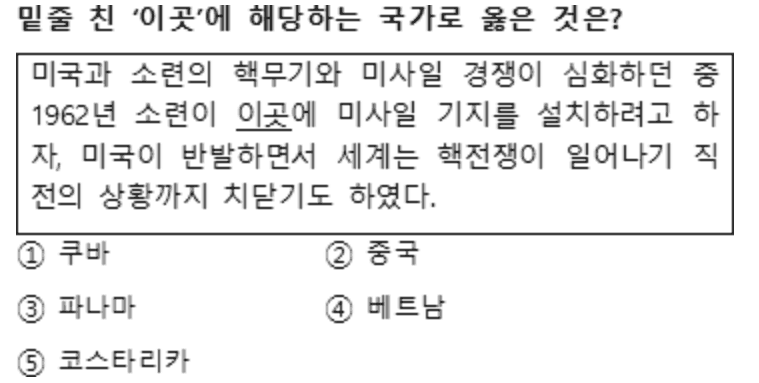 밑줄 친 '이곳'에 해당하는 국가로 옳은 것은?
미국과 소련의 핵무기와 미사일 경쟁이 심화하던 중
1962년 소련이 이곳에 미사일 기지를 설치하려고 하
자, 미국이 반발하면서 세계는 핵전쟁이 일어나기 직
전의 상황까지 치닫기도 하였다.
① 쿠바 ② 중국
③ 파나마 ④ 베트남
⑤ 코스타리카